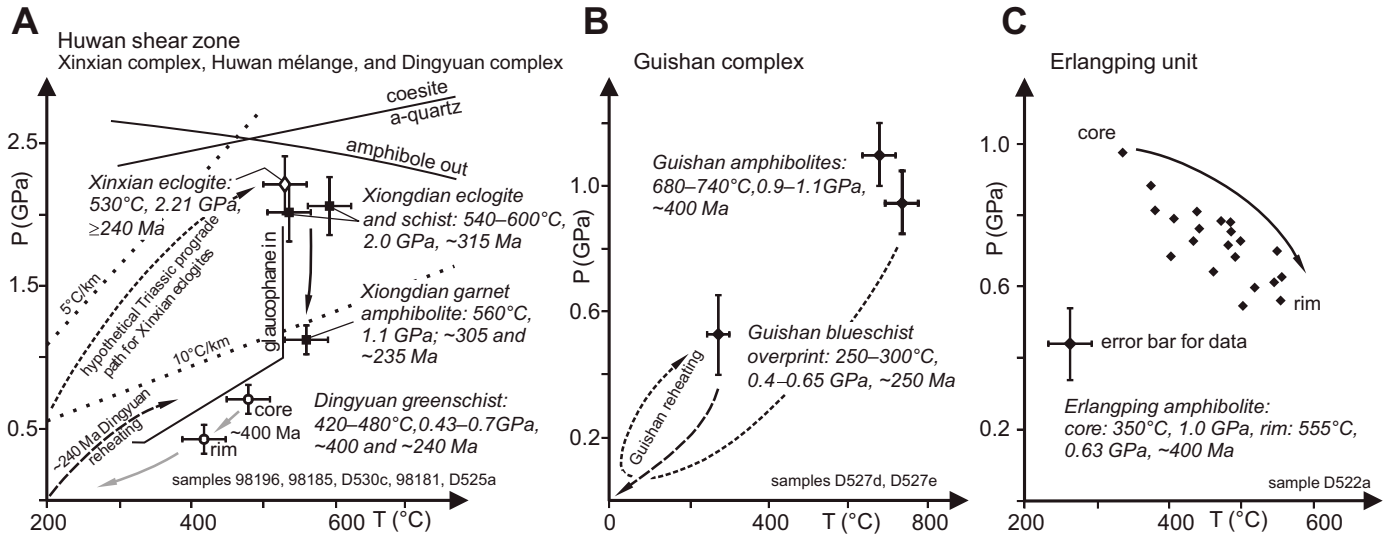 A
Huwan shear zone
Xinxian complex, Huwan mélange, and Dingyuan complex
P (GPa)
2.5
1.5
0.5
coesite
a-quartz
amphibole out
Xinxian eclogite:
530°C, 2.21 GPa,
≥240 Ma
Xiongdian eclogite
and schist: 540–600°C,
2.0 GPa, ~315 Ma
5°C/km
hypothetical Triassic prograde
path for Xinxian eclogites
glaucophane in
10°C/km
Xiongdian garnet
amphibolite: 560°C,
1.1 GPa; ~305 and
~235 Ma
~240 Ma Dingyuan
reheating
core
~400 Ma
rim
Dingyuan greenschist:
420–480°C,0.43–0.7GPa,
~400 and ~240 Ma
samples 98196, 98185, D530c, 98181, D525a
200
400
600
T (°C)
B
Guishan complex
P (GPa)
1.0
0.6
0.2
Guishan amphibolites:
680–740°C,0.9–1.1GPa,
~400 Ma
Guishan reheating
Guishan blueschist
overprint: 250–300°C,
0.4–0.65 GPa, ~250 Ma
samples D527d, D527e
0
400
T (°C)
800
C
Erlangping unit
P (GPa)
1.0
0.6
0.2
core
rim
error bar for data
Erlangping amphibolite:
core: 350°C, 1.0 GPa, rim: 555°C,
0.63 GPa, ~400 Ma
sample D522a
200
400
T (°C)
600